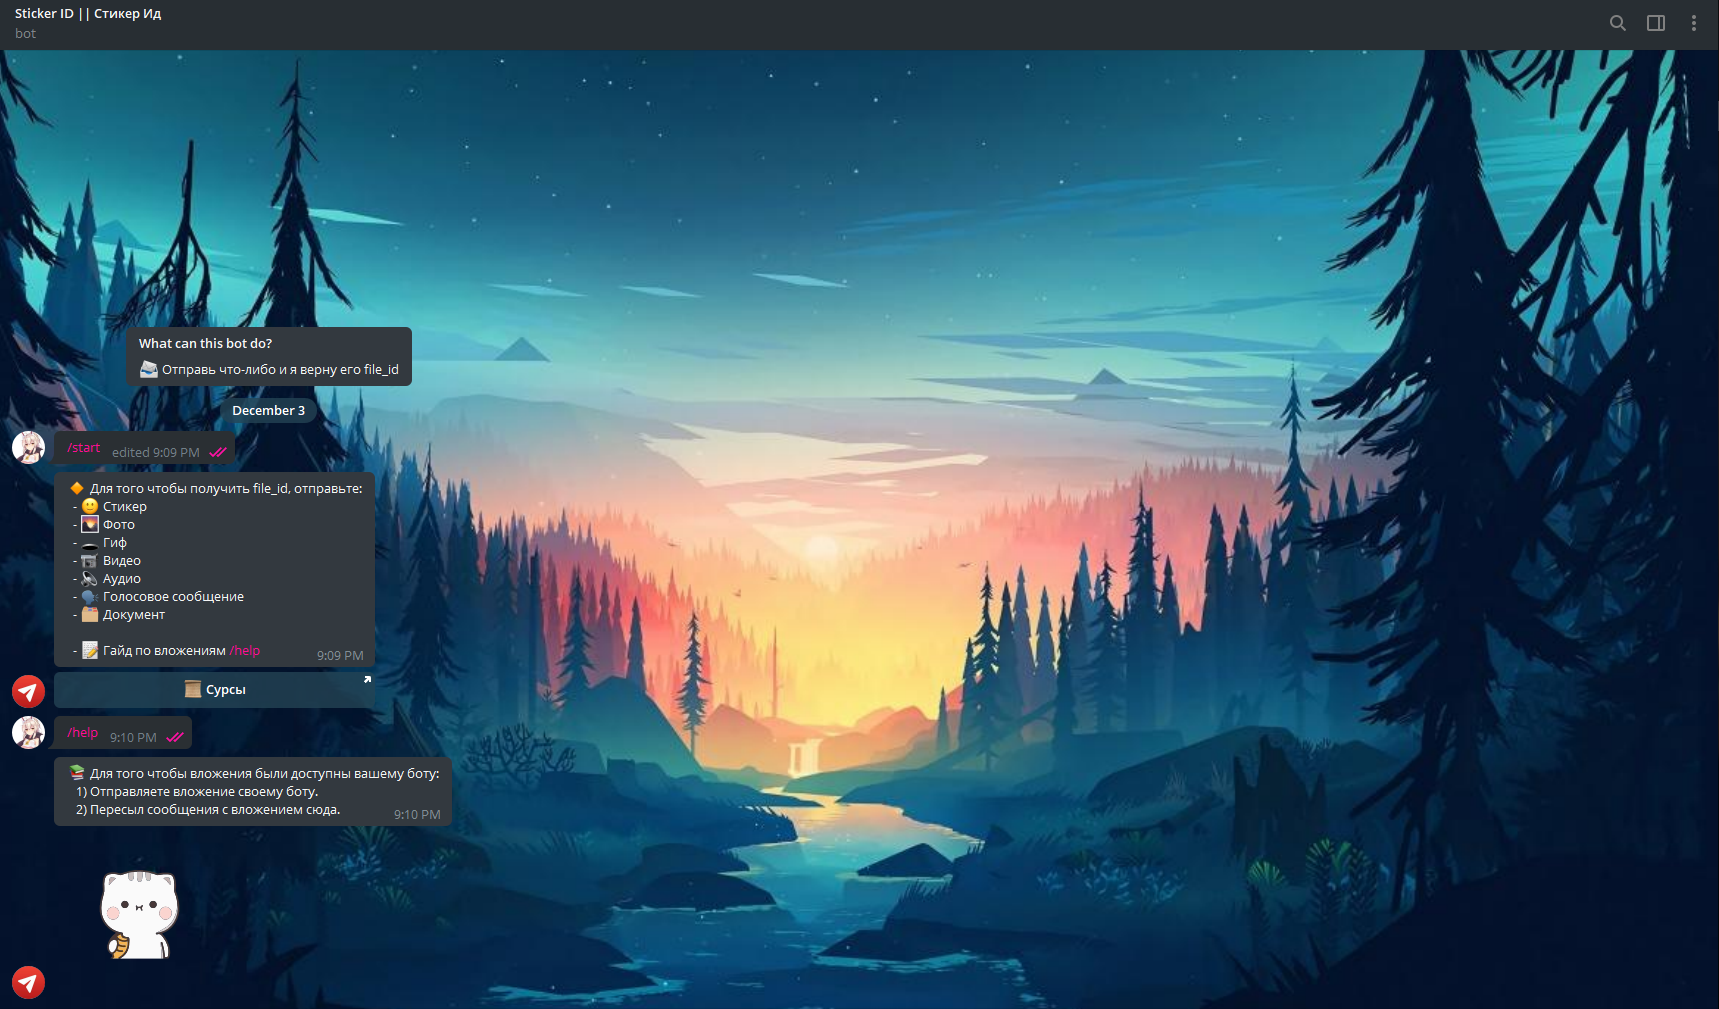 Sticker ID || Стикер Ид
bot
What can this bot do?
📨 Отправь что-либо и я верну его file_id
December 3
/start edited 9:09 PM
🔶 Для того чтобы получить file_id, отправьте:
- 🙂 Стикер
- 🌄 Фото
- 🕳 Гиф
- 📹 Видео
- 🔊 Аудио
- 🗣 Голосовое сообщение
- 🗂 Документ
- 📝 Гайд по вложениям /help 9:09 PM
📜 Сурсы
/help 9:10 PM
📚 Для того чтобы вложения были доступны вашему боту:
1) Отправляете вложение своему боту.
2) Пересыл сообщения с вложением сюда. 9:10 PM